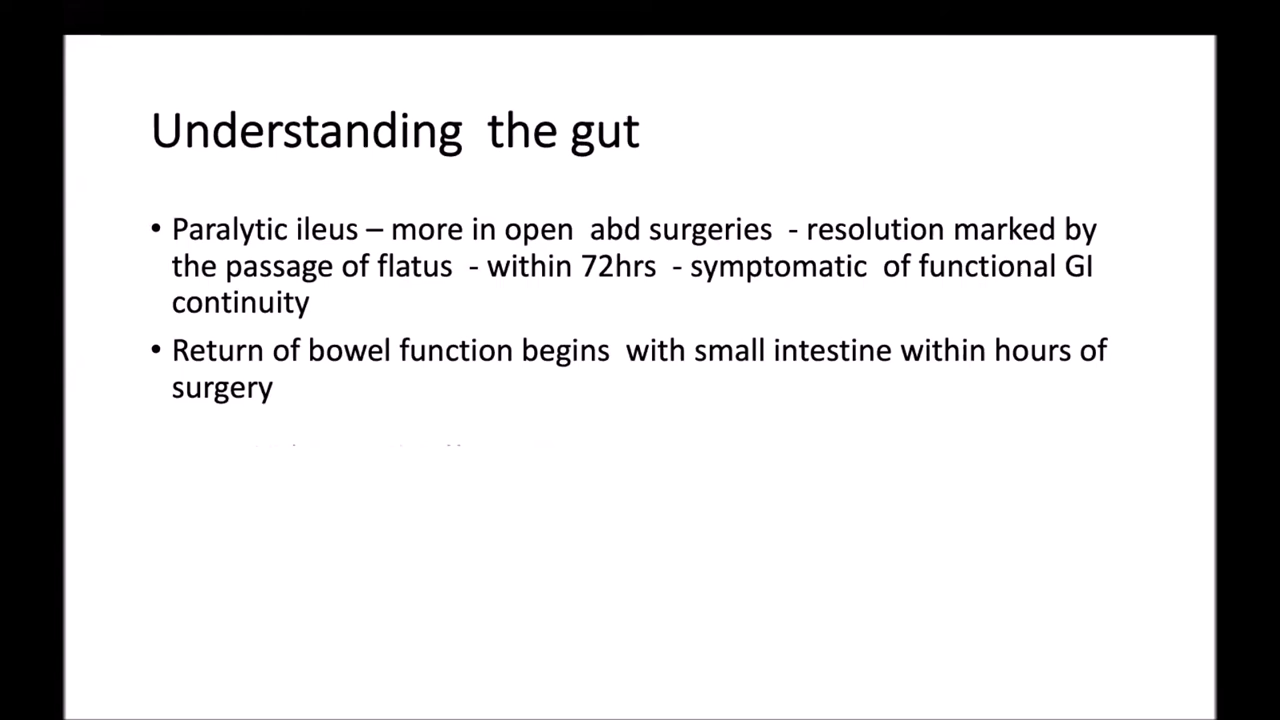 Understanding the gut
• Paralytic ileus – more in open abd surgeries - resolution marked by
the passage of flatus - within 72hrs - symptomatic of functional GI
continuity
• Return of bowel function begins with small intestine within hours of
surgery